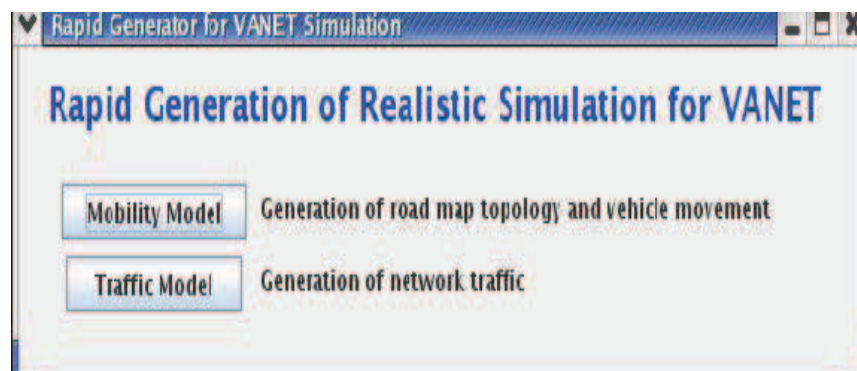 Rapid Generator for VANET Simulation
Rapid Generation of Realistic Simulation for VANET
Mobility Model Generation of road map topology and vehicle movement
Traffic Model Generation of network traffic